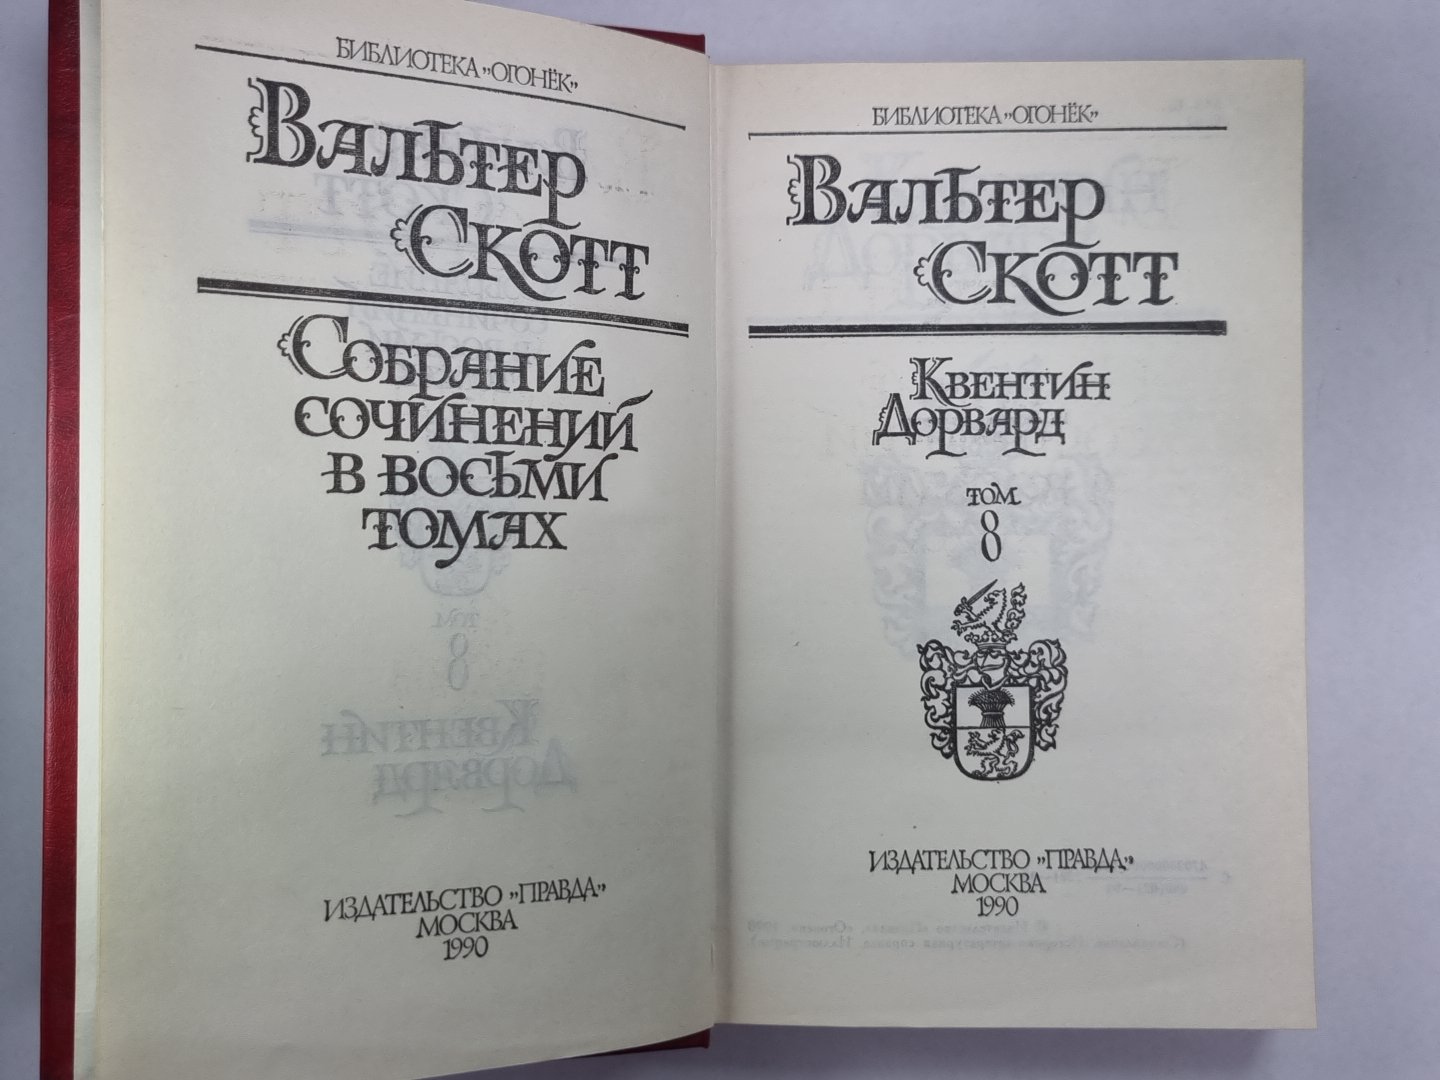 БИБЛИОТЕКА „ОГОНЁК”
ВАЛЬТЕР
СКОТТ
СОБРАНИЕ
СОЧИНЕНИЙ
В ВОСЬМИ
ТОМАХ
ИЗДАТЕЛЬСТВО „ПРАВДА”
МОСКВА
1990
БИБЛИОТЕКА „ОГОНЁК”
ВАЛЬТЕР
СКОТТ
КВЕНТИН
ДОРВАРД
ТОМ
8
ИЗДАТЕЛЬСТВО „ПРАВДА”
МОСКВА
1990